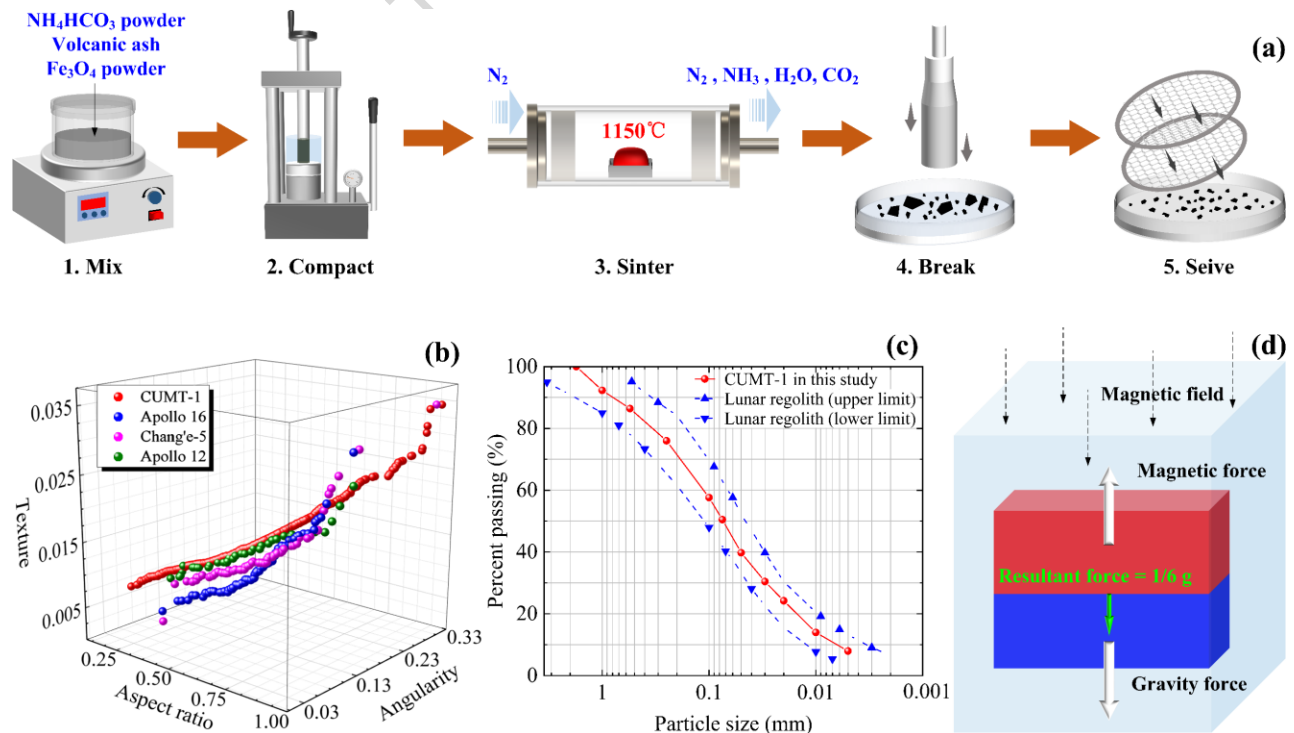 NH₄HCO₃ powder
Volcanic ash
Fe₃O₄ powder
N₂
N₂ , NH₃ , H₂O, CO₂
(a)
1150℃
1. Mix
2. Compact
3. Sinter
4. Break
5. Seive
(b)
CUMT-1
Apollo 16
Chang'e-5
Apollo 12
Texture
0.035
0.025
0.015
0.005
0.25
0.50
0.75
1.00
Aspect ratio
0.03
0.13
0.23
0.33
Angularity
(c)
CUMT-1 in this study
Lunar regolith (upper limit)
Lunar regolith (lower limit)
Percent passing (%)
100
80
60
40
20
0
1
0.1
0.01
0.001
Particle size (mm)
(d)
Magnetic field
Magnetic force
Resultant force = 1/6 g
Gravity force